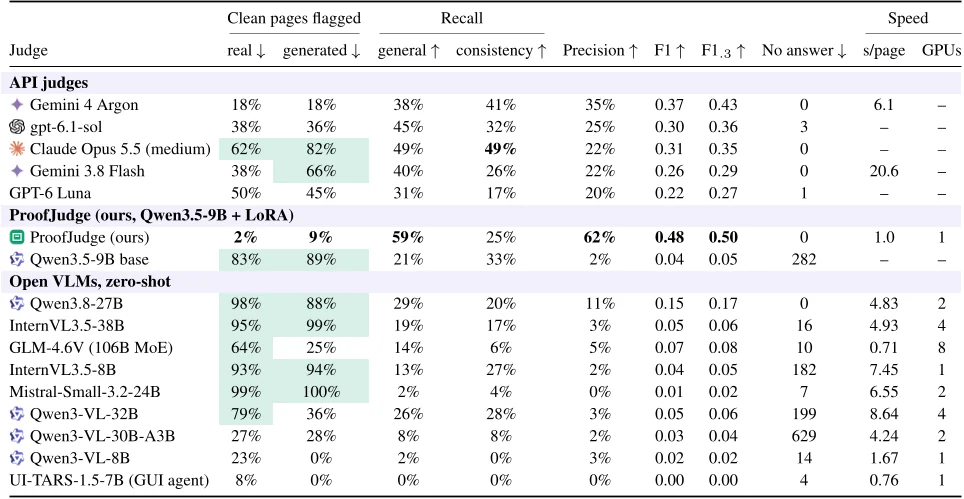 Clean pages flagged Recall Speed
Judge real ↓ generated ↓ general ↑ consistency ↑ Precision ↑ F1 ↑ F1.3 ↑ No answer ↓ s/page GPUs
API judges
Gemini 4 Argon 18% 18% 38% 41% 35% 0.37 0.43 0 6.1 –
gpt-6.1-sol 38% 36% 45% 32% 25% 0.30 0.36 3 – –
Claude Opus 5.5 (medium) 62% 82% 49% 49% 22% 0.31 0.35 0 – –
Gemini 3.8 Flash 38% 66% 40% 26% 22% 0.26 0.29 0 20.6 –
GPT-6 Luna 50% 45% 31% 17% 20% 0.22 0.27 1 – –
ProofJudge (ours, Qwen3.5-9B + LoRA)
ProofJudge (ours) 2% 9% 59% 25% 62% 0.48 0.50 0 1.0 1
Qwen3.5-9B base 83% 89% 21% 33% 2% 0.04 0.05 282 – –
Open VLMs, zero-shot
Qwen3.8-27B 98% 88% 29% 20% 11% 0.15 0.17 0 4.83 2
InternVL3.5-38B 95% 99% 19% 17% 3% 0.05 0.06 16 4.93 4
GLM-4.6V (106B MoE) 64% 25% 14% 6% 5% 0.07 0.08 10 0.71 8
InternVL3.5-8B 93% 94% 13% 27% 2% 0.04 0.05 182 7.45 1
Mistral-Small-3.2-24B 99% 100% 2% 4% 0% 0.01 0.02 7 6.55 2
Qwen3-VL-32B 79% 36% 26% 28% 3% 0.05 0.06 199 8.64 4
Qwen3-VL-30B-A3B 27% 28% 8% 8% 2% 0.03 0.04 629 4.24 2
Qwen3-VL-8B 23% 0% 2% 0% 3% 0.02 0.02 14 1.67 1
UI-TARS-1.5-7B (GUI agent) 8% 0% 0% 0% 0% 0.00 0.00 4 0.76 1